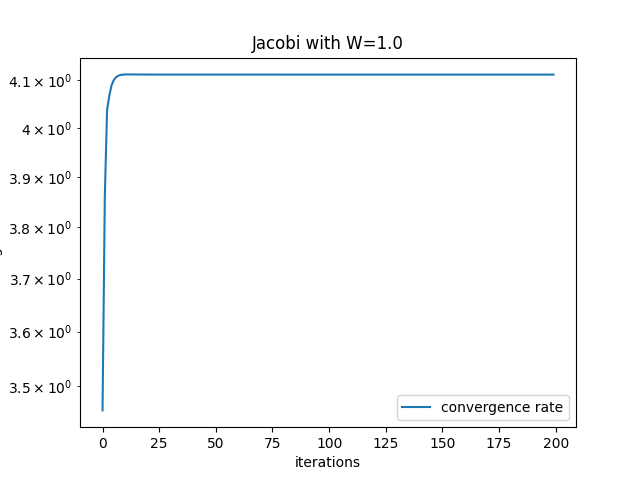 Jacobi with W=1.0
4.1 × 10⁰
4 × 10⁰
3.9 × 10⁰
3.8 × 10⁰
3.7 × 10⁰
3.6 × 10⁰
3.5 × 10⁰
convergence rate
0 25 50 75 100 125 150 175 200
iterations